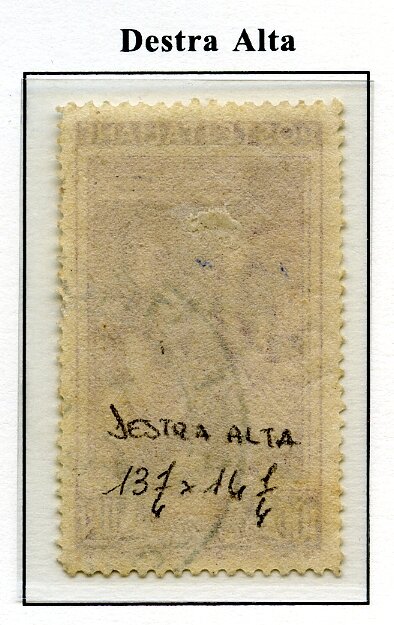 Destra Alta
DESTRA ALTA
13 1/4 x 14 1/4